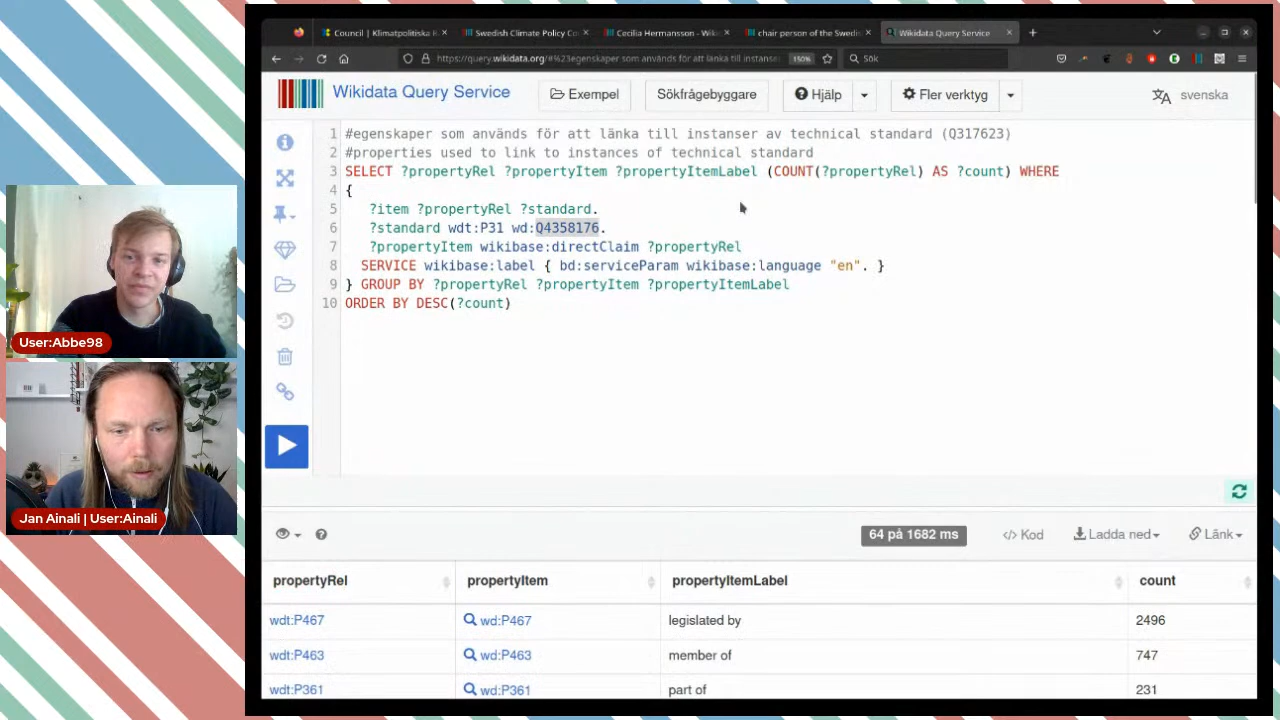 Council | Klimatpolitiska
Swedish Climate Policy Co
Cecilia Hermansson - Wiki
chair person of the Swedis
Wikidata Query Service
https://query.wikidata.org/#%23egenskaper som används för att länka till instanser
150%
Sök
Wikidata Query Service
Exempel
Sökfrågebyggare
Hjälp
Fler verktyg
svenska
1 #egenskaper som används för att länka till instanser av technical standard (Q317623)
2 #properties used to link to instances of technical standard
3 SELECT ?propertyRel ?propertyItem ?propertyItemLabel (COUNT(?propertyRel) AS ?count) WHERE
4 {
5 ?item ?propertyRel ?standard.
6 ?standard wdt:P31 wd:Q4358176.
7 ?propertyItem wikibase:directClaim ?propertyRel
8 SERVICE wikibase:label { bd:serviceParam wikibase:language "en". }
9 } GROUP BY ?propertyRel ?propertyItem ?propertyItemLabel
10 ORDER BY DESC(?count)
User:Abbe98
Jan Ainali | User:Ainali
64 på 1682 ms
</> Kod
Ladda ned
Länk
propertyRel propertyItem propertyItemLabel count
wdt:P467 wd:P467 legislated by 2496
wdt:P463 wd:P463 member of 747
wdt:P361 wd:P361 part of 231